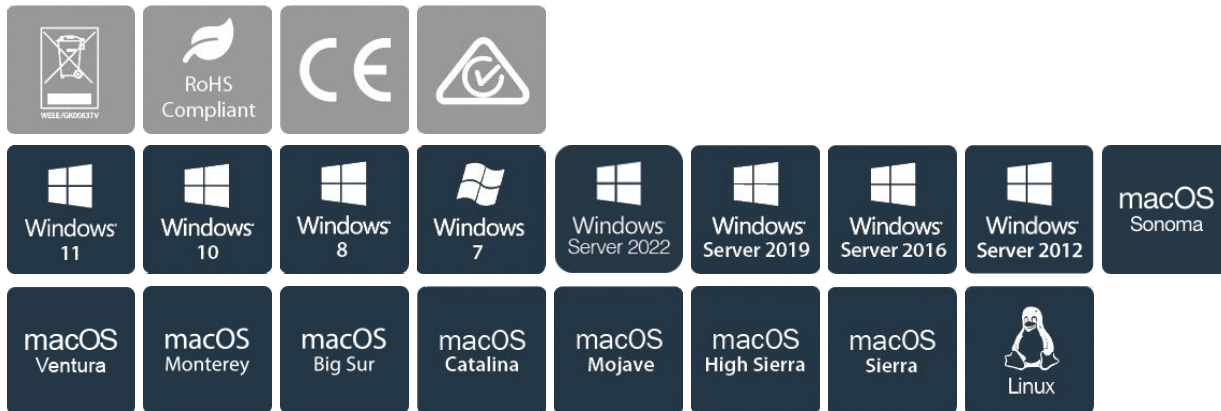 WEEE/GK0063TV
RoHS
Compliant
CE
Windows
11
Windows
10
Windows
8
Windows
7
Windows
Server 2022
Windows
Server 2019
Windows
Server 2016
Windows
Server 2012
macOS
Sonoma
macOS
Ventura
macOS
Monterey
macOS
Big Sur
macOS
Catalina
macOS
Mojave
macOS
High Sierra
macOS
Sierra
Linux